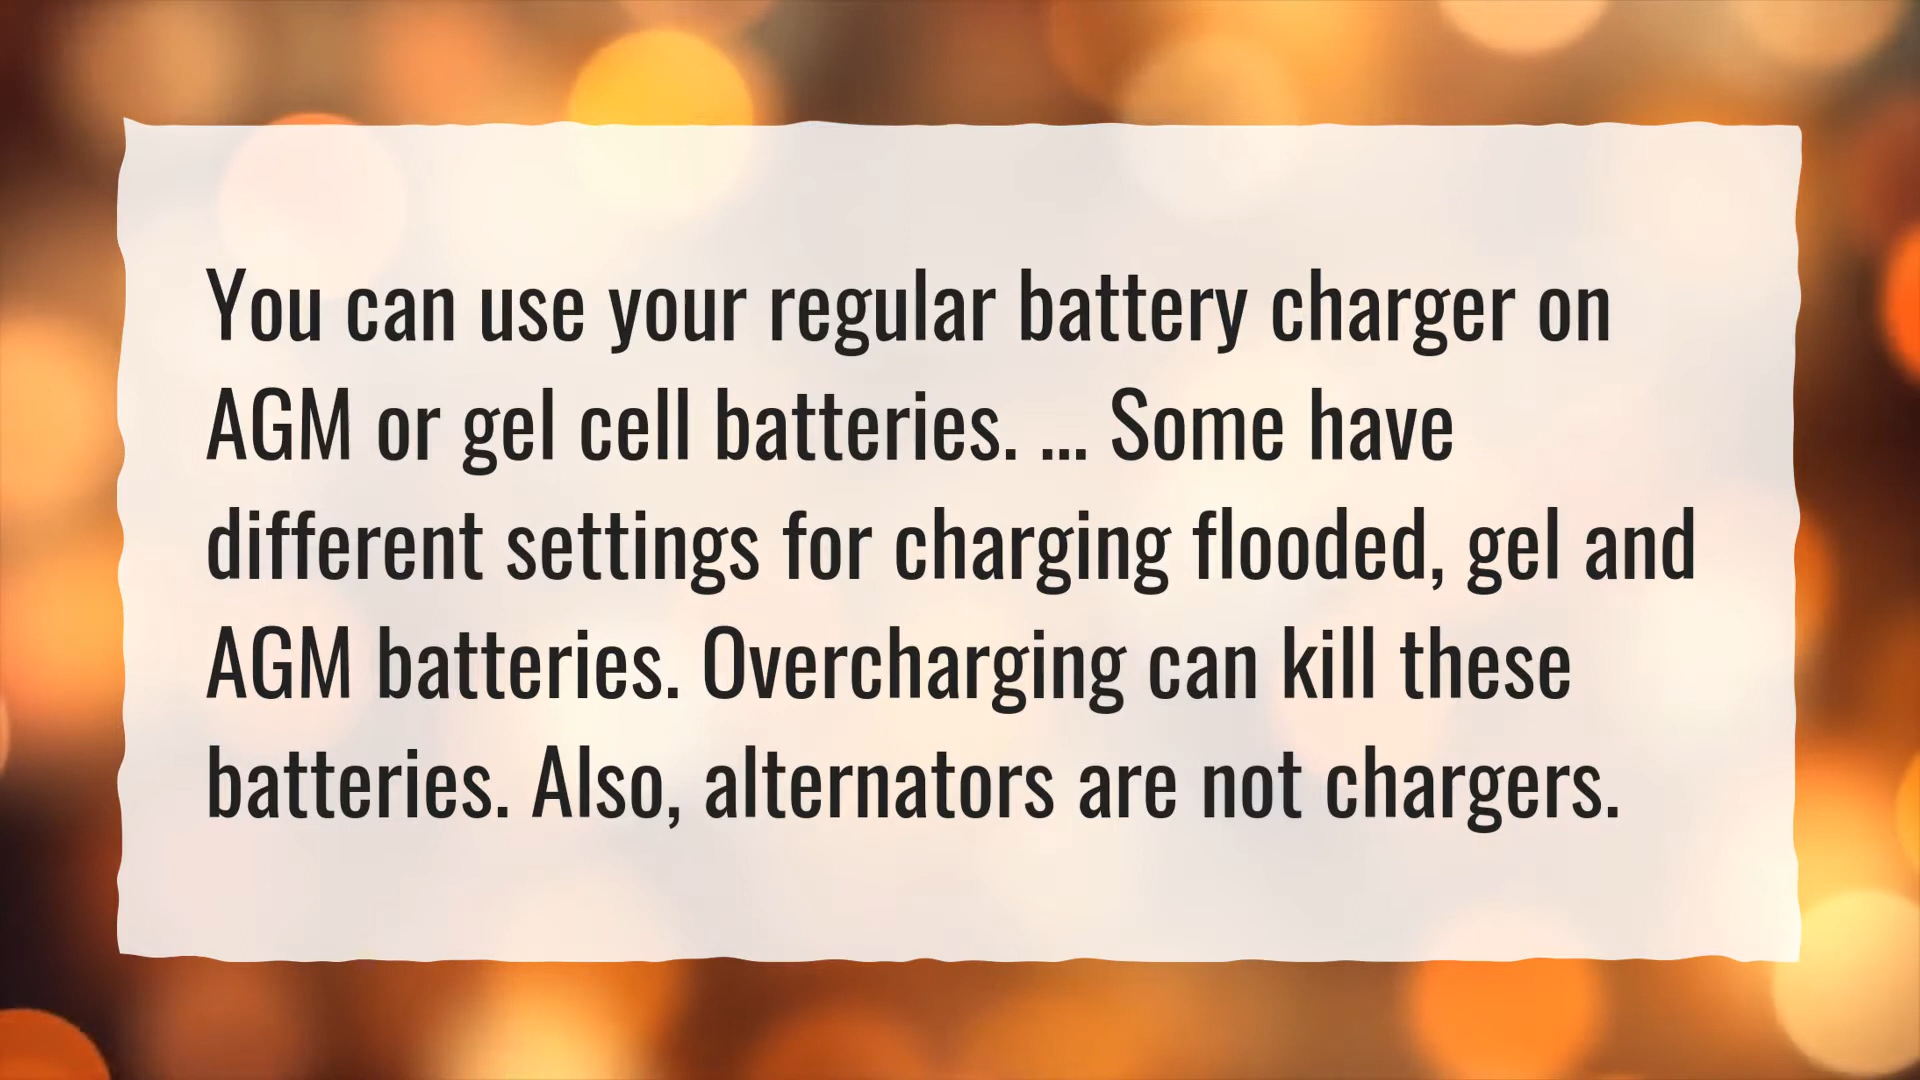 You can use your regular battery charger on
AGM or gel cell batteries. ... Some have
different settings for charging flooded, gel and
AGM batteries. Overcharging can kill these
batteries. Also, alternators are not chargers.